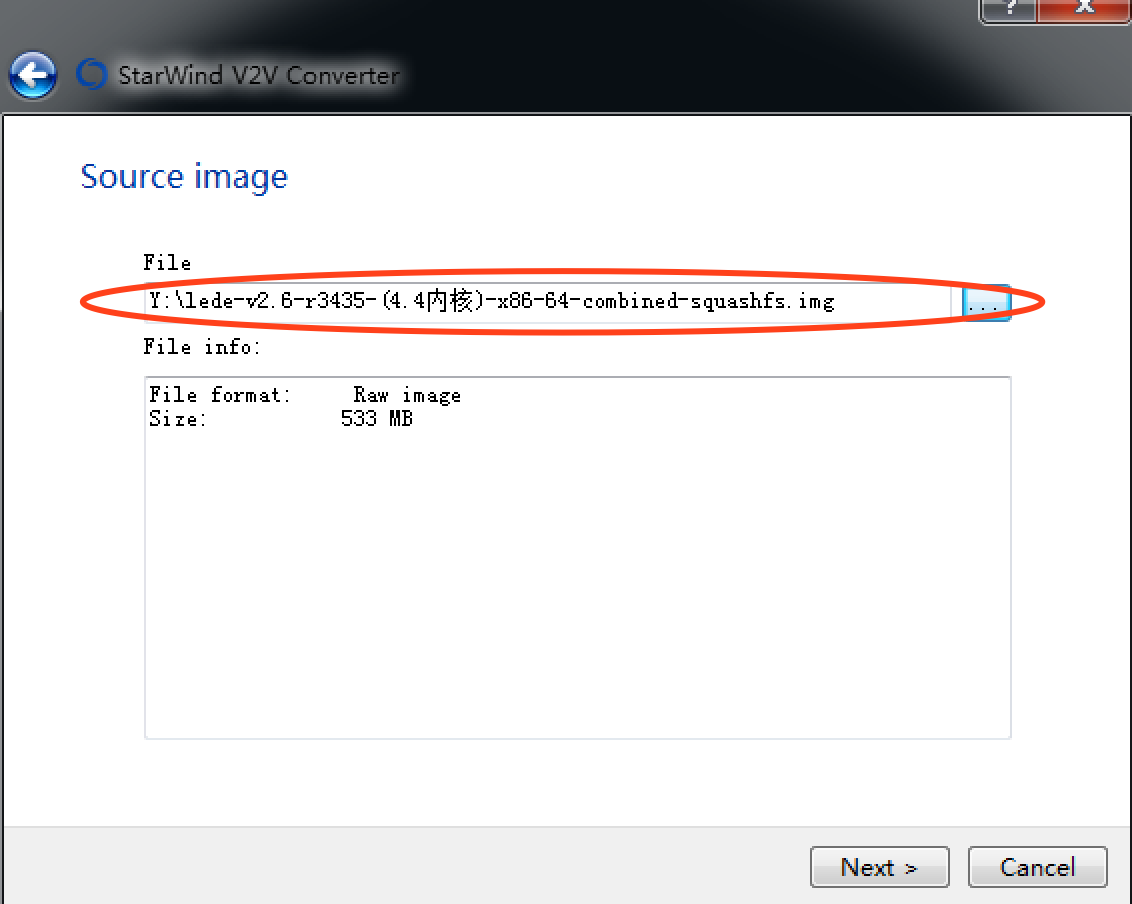 ? X
StarWind V2V Converter
Source image
File
Y:\lede-v2.6-r3435-(4.4内核)-x86-64-combined-squashfs.img ...
File info:
File format: Raw image
Size: 533 MB
Next > Cancel